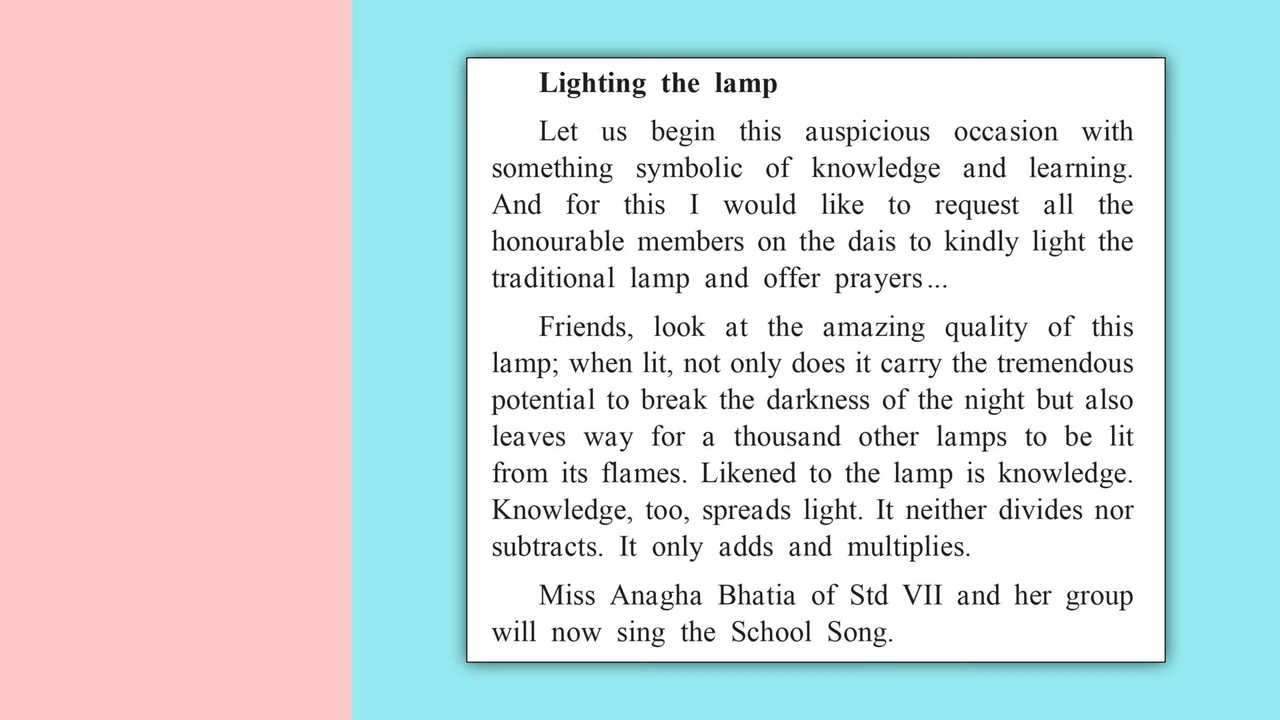 Lighting the lamp
Let us begin this auspicious occasion with
something symbolic of knowledge and learning.
And for this I would like to request all the
honourable members on the dais to kindly light the
traditional lamp and offer prayers...
Friends, look at the amazing quality of this
lamp; when lit, not only does it carry the tremendous
potential to break the darkness of the night but also
leaves way for a thousand other lamps to be lit
from its flames. Likened to the lamp is knowledge.
Knowledge, too, spreads light. It neither divides nor
subtracts. It only adds and multiplies.
Miss Anagha Bhatia of Std VII and her group
will now sing the School Song.